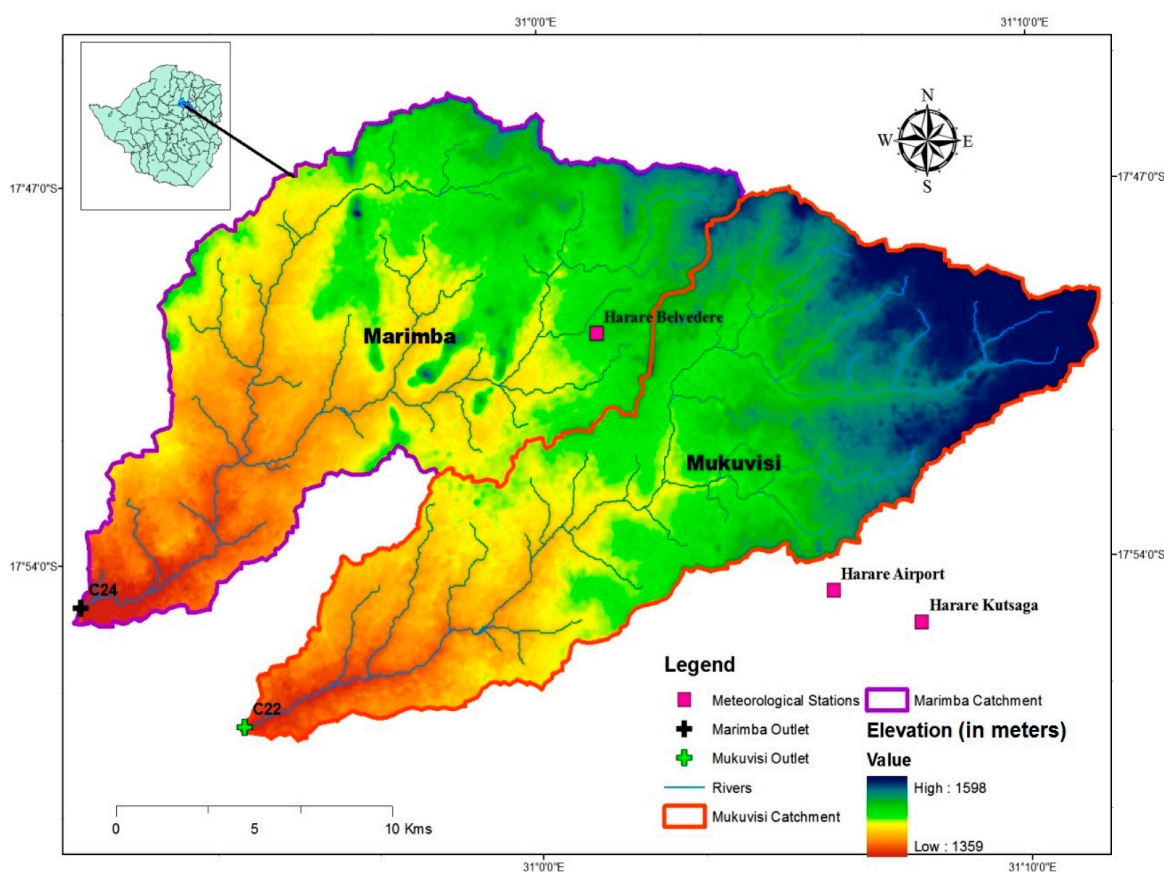 31°0'0"E
31°10'0"E
N
W
E
S
17°47'0"S
17°47'0"S
Harare Belvedere
Marimba
Mukuvisi
17°54'0"S
17°54'0"S
Harare Airport
C24
Harare Kutsaga
C22
Legend
Meteorological Stations
Marimba Outlet
Mukuvisi Outlet
Rivers
Mukuvisi Catchment
Marimba Catchment
Elevation (in meters)
Value
High : 1598
Low : 1359
0
5
10 Kms
31°0'0"E
31°10'0"E